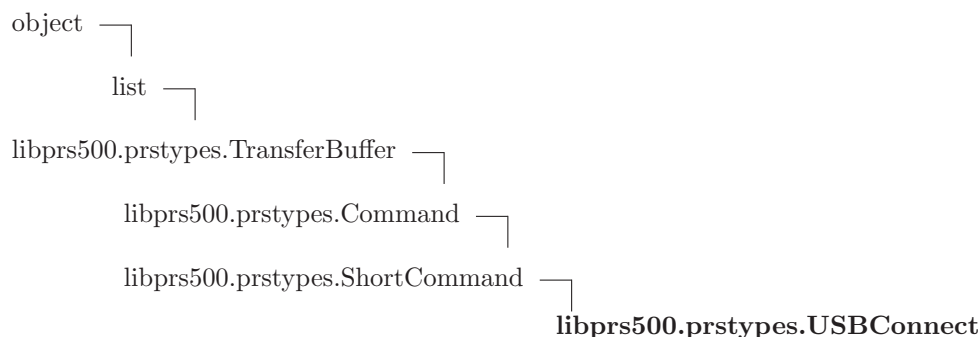 object
list
libprs500.prstypes.TransferBuffer
libprs500.prstypes.Command
libprs500.prstypes.ShortCommand
libprs500.prstypes.USBConnect